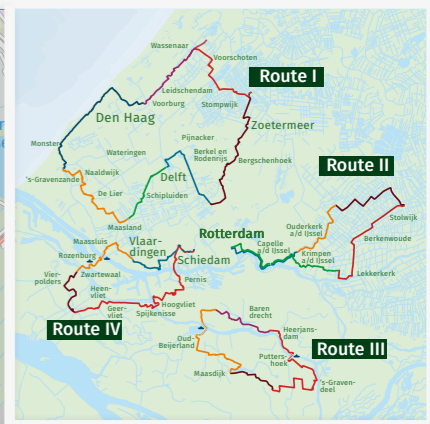 Wassenaar
Voorschoten
Route I
Leidschendam
Voorburg
Stompwijk
Den Haag
Zoetermeer
Monster
Wateringen
Pijnacker
Berkel en
Rodenrijs
Bergschenhoek
Route II
's-Gravenzande
Naaldwijk
Delft
De Lier
Schipluiden
Maasland
Stolwijk
Ouderkerk
a/d IJssel
Rotterdam
Capelle
a/d IJssel
Berkenwoude
Krimpen
a/d IJssel
Lekkerkerk
Maassluis
Vlaar-
dingen
Rozenburg
Schiedam
Vier-
polders
Zwartewaal
Pernis
Heen-
vliet
Geer-
vliet
Hoogvliet
Spijkenisse
Route IV
Baren
drecht
Heerjans-
dam
Oud-
Beijerland
Putters-
hoek
Route III
Maasdijk
's-Graven-
deel